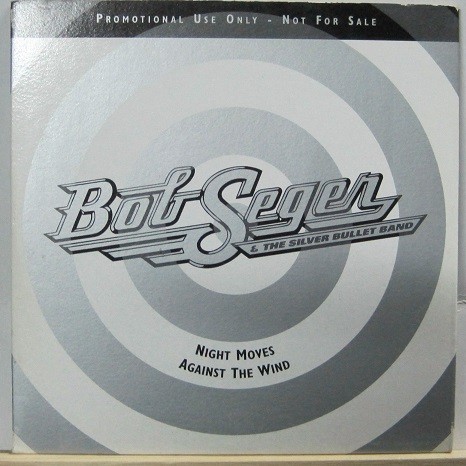 PROMOTIONAL USE ONLY - NOT FOR SALE
Bob Seger
& THE SILVER BULLET BAND
NIGHT MOVES
AGAINST THE WIND